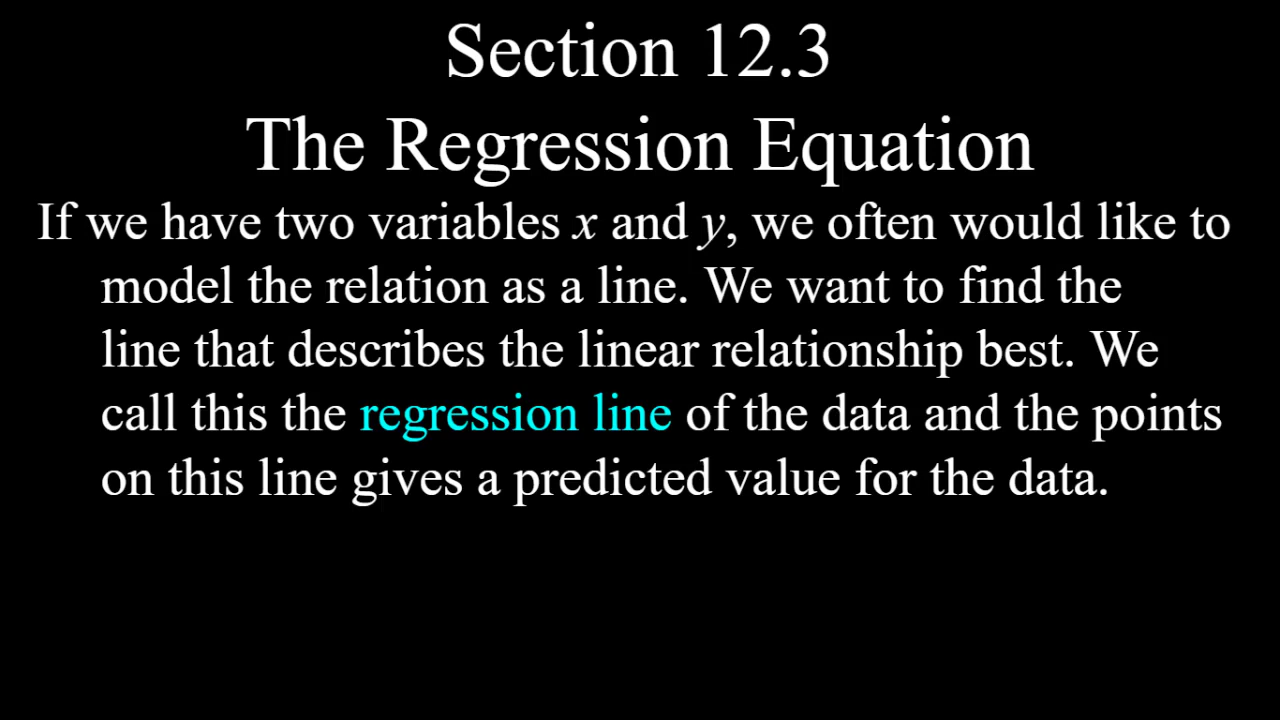 Section 12.3
The Regression Equation
If we have two variables x and y, we often would like to
model the relation as a line. We want to find the
line that describes the linear relationship best. We
call this the regression line of the data and the points
on this line gives a predicted value for the data.